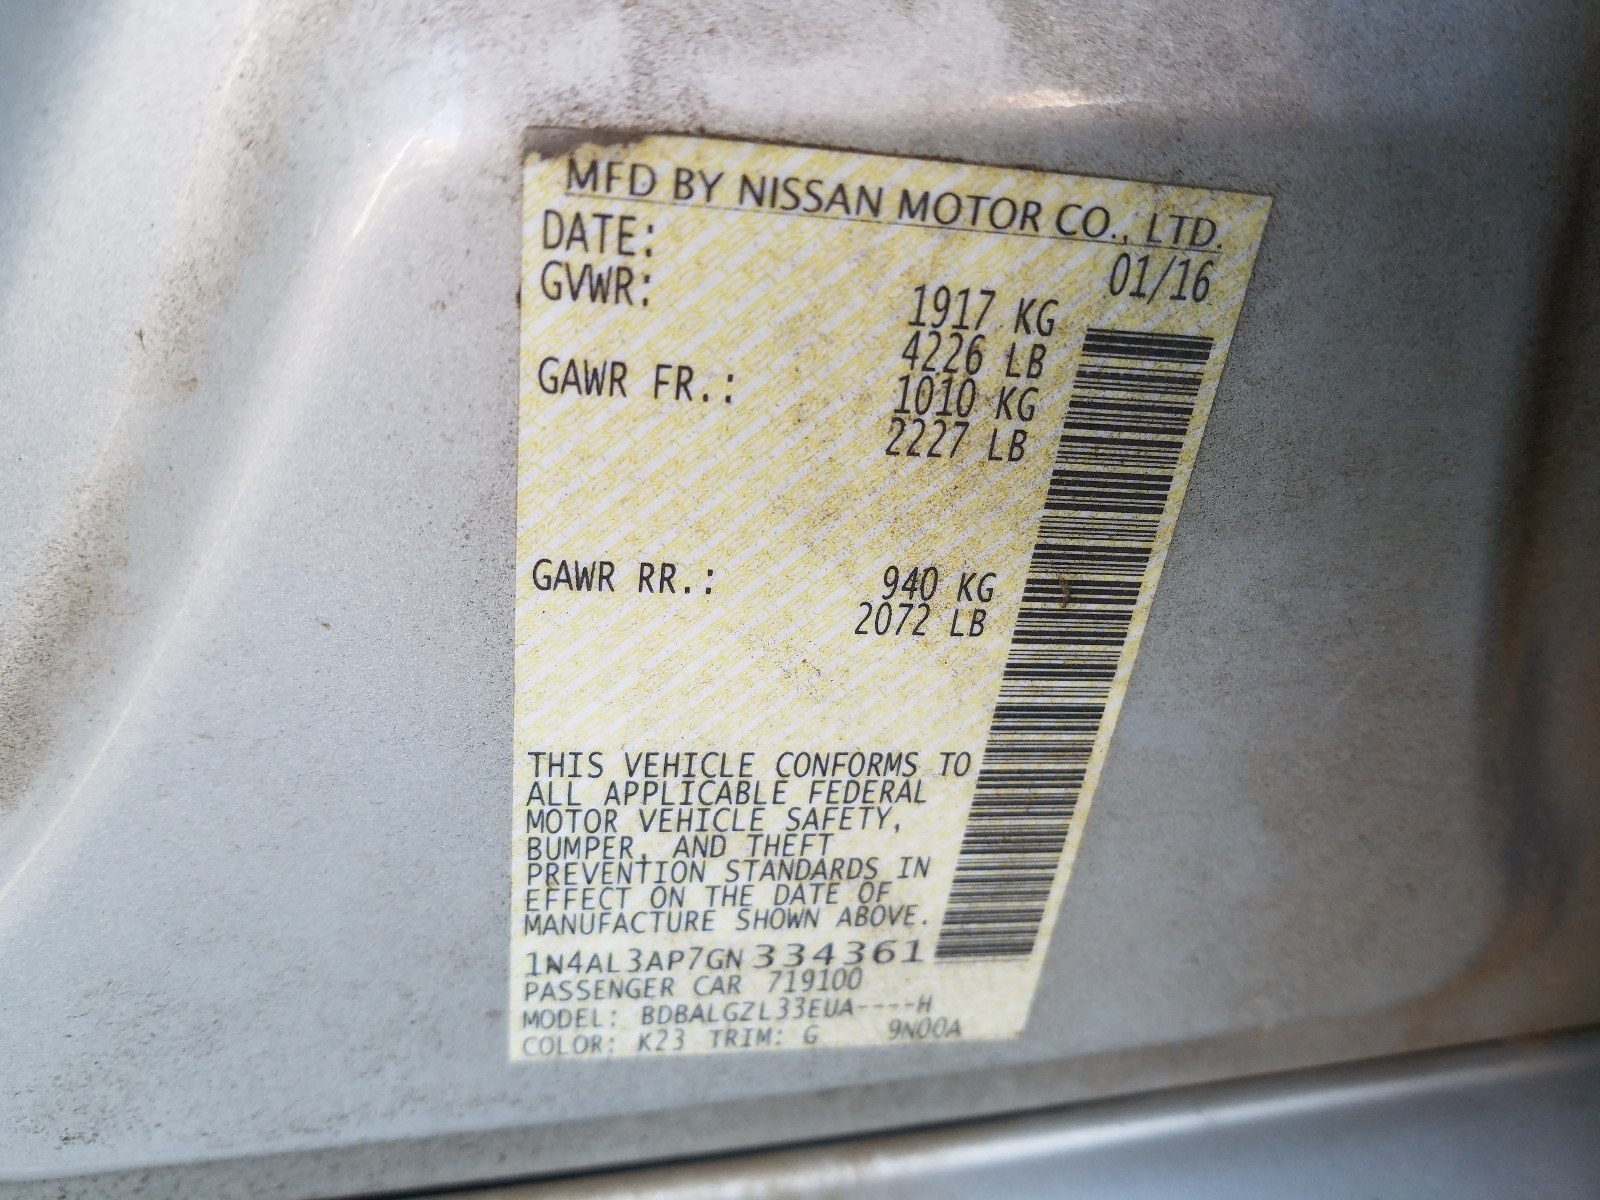 MFD BY NISSAN MOTOR CO., LTD.
DATE: 01/16
GVWR: 1917 KG
4226 LB
GAWR FR.: 1010 KG
2227 LB
GAWR RR.: 940 KG
2072 LB
THIS VEHICLE CONFORMS TO
ALL APPLICABLE FEDERAL
MOTOR VEHICLE SAFETY,
BUMPER, AND THEFT
PREVENTION STANDARDS IN
EFFECT ON THE DATE OF
MANUFACTURE SHOWN ABOVE.
1N4AL3AP7GN334361
PASSENGER CAR 719100
MODEL: BDBALGZL33EUA----H
COLOR: K23 TRIM: G 9N00A